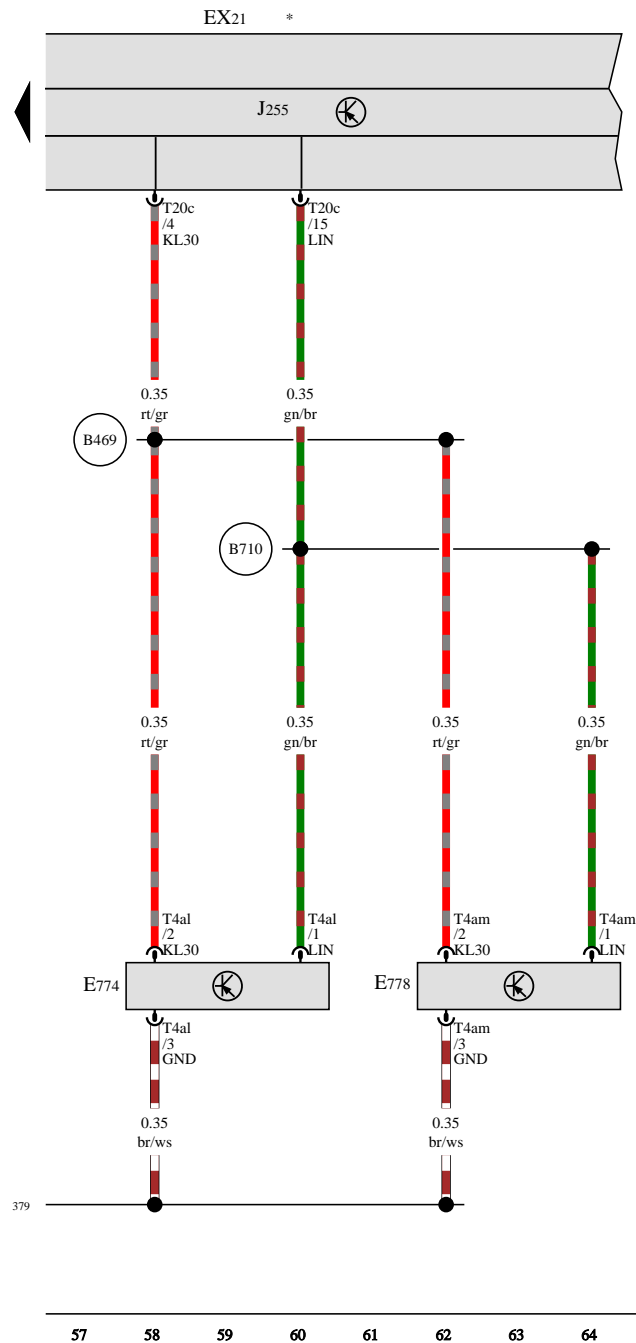 EX21 *
J255
T20c
/4
KL30
T20c
/15
LIN
0.35
rt/gr
0.35
gn/br
B469
B710
0.35
rt/gr
0.35
gn/br
0.35
rt/gr
0.35
gn/br
T4al
/2
KL30
T4al
/1
LIN
T4am
/2
KL30
T4am
/1
LIN
E774
E778
T4al
/3
GND
T4am
/3
GND
0.35
br/ws
0.35
br/ws
379
57 58 59 60 61 62 63 64